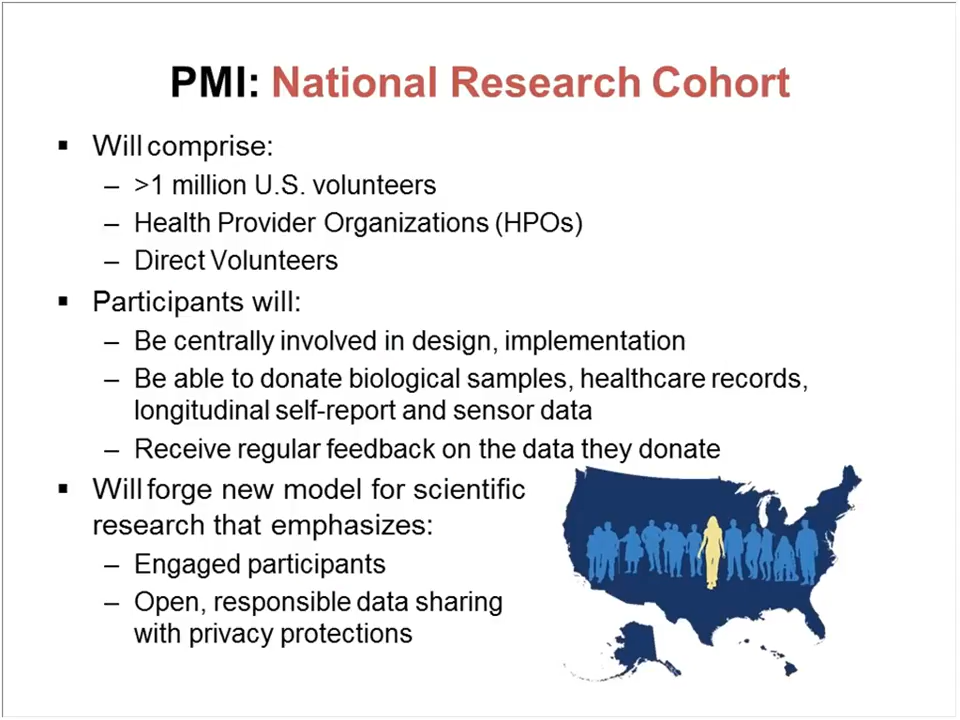 PMI: National Research Cohort
▪ Will comprise:
– >1 million U.S. volunteers
– Health Provider Organizations (HPOs)
– Direct Volunteers
▪ Participants will:
– Be centrally involved in design, implementation
– Be able to donate biological samples, healthcare records,
longitudinal self-report and sensor data
– Receive regular feedback on the data they donate
▪ Will forge new model for scientific
research that emphasizes:
– Engaged participants
– Open, responsible data sharing
with privacy protections